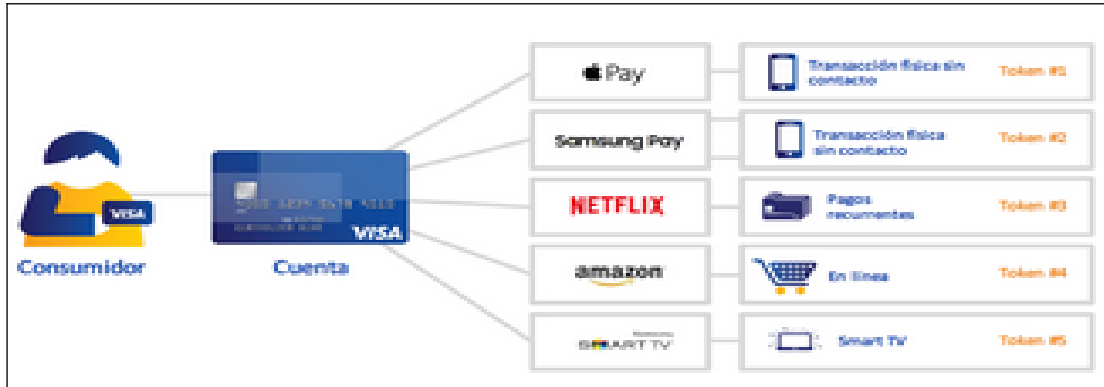 Pay
Transacción física sin
contacto
Token #1
Samsung Pay
Transacción física
sin contacto
Token #2
VISA
VISA
NETFLIX
Pagos
recurrentes
Token #3
Consumidor
Cuenta
amazon
En línea
Token #4
SMART TV
Smart TV
Token #5